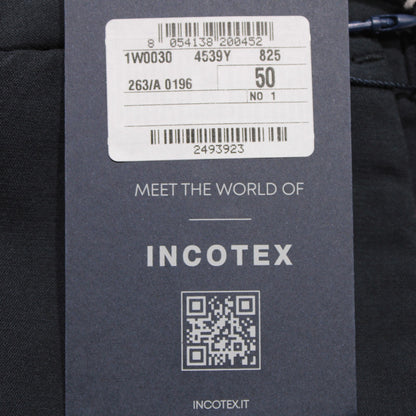 8 054138 200452
1W0030 4539Y 825
263/A 0196 50
NO 1
2493923
MEET THE WORLD OF
INCOTEX
INCOTEX.IT